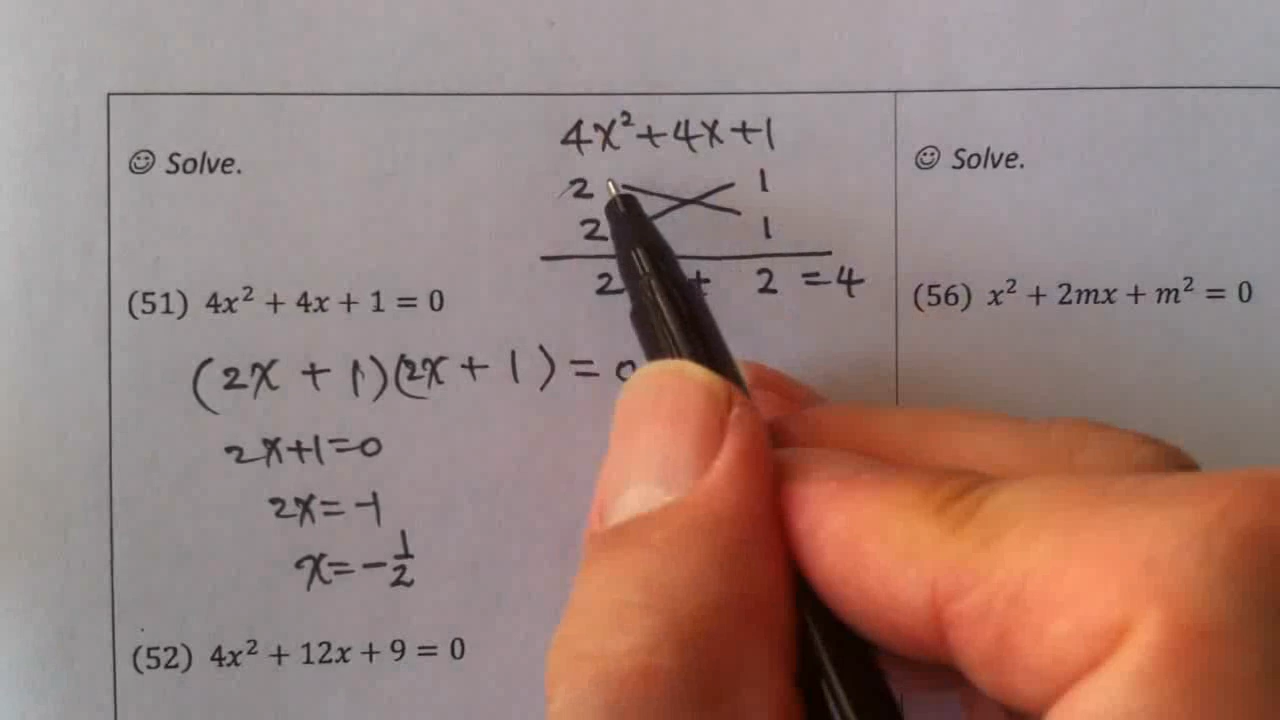 ☺ Solve.
4x² + 4x + 1
2 1
2 1
2 + 2 = 4
(51) 4x² + 4x + 1 = 0
(2x + 1)(2x + 1) = 0
2x+1=0
2x = -1
x = -1/2
(52) 4x² + 12x + 9 = 0
☺ Solve.
(56) x² + 2mx + m² = 0